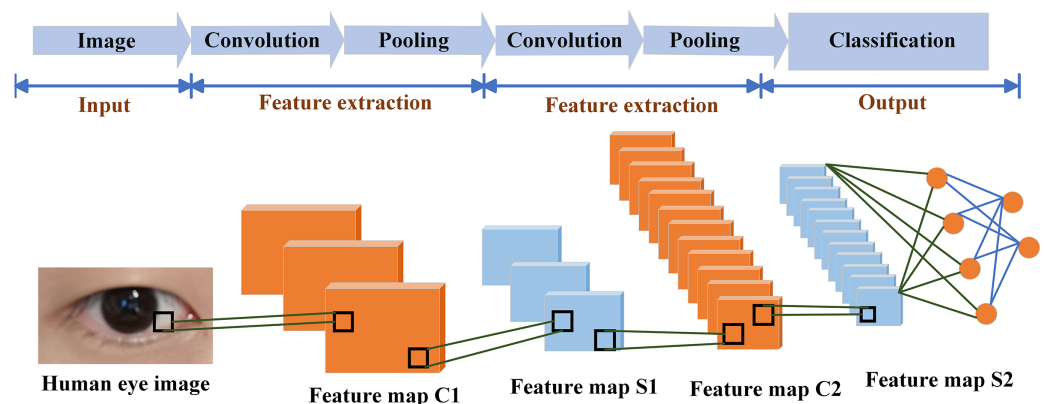 Image
Convolution
Pooling
Convolution
Pooling
Classification
Input
Feature extraction
Feature extraction
Output
Human eye image
Feature map C1
Feature map S1
Feature map C2
Feature map S2